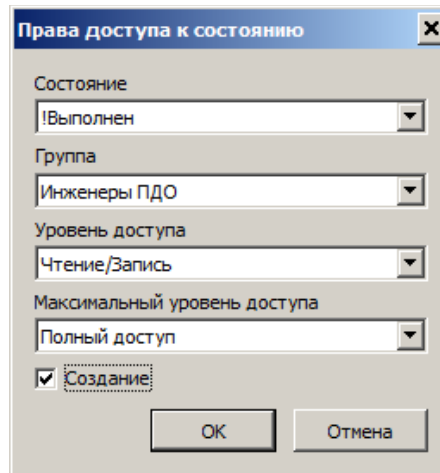 Права доступа к состоянию
Состояние
!Выполнен
Группа
Инженеры ПДО
Уровень доступа
Чтение/Запись
Максимальный уровень доступа
Полный доступ
Создание
ОК Отмена